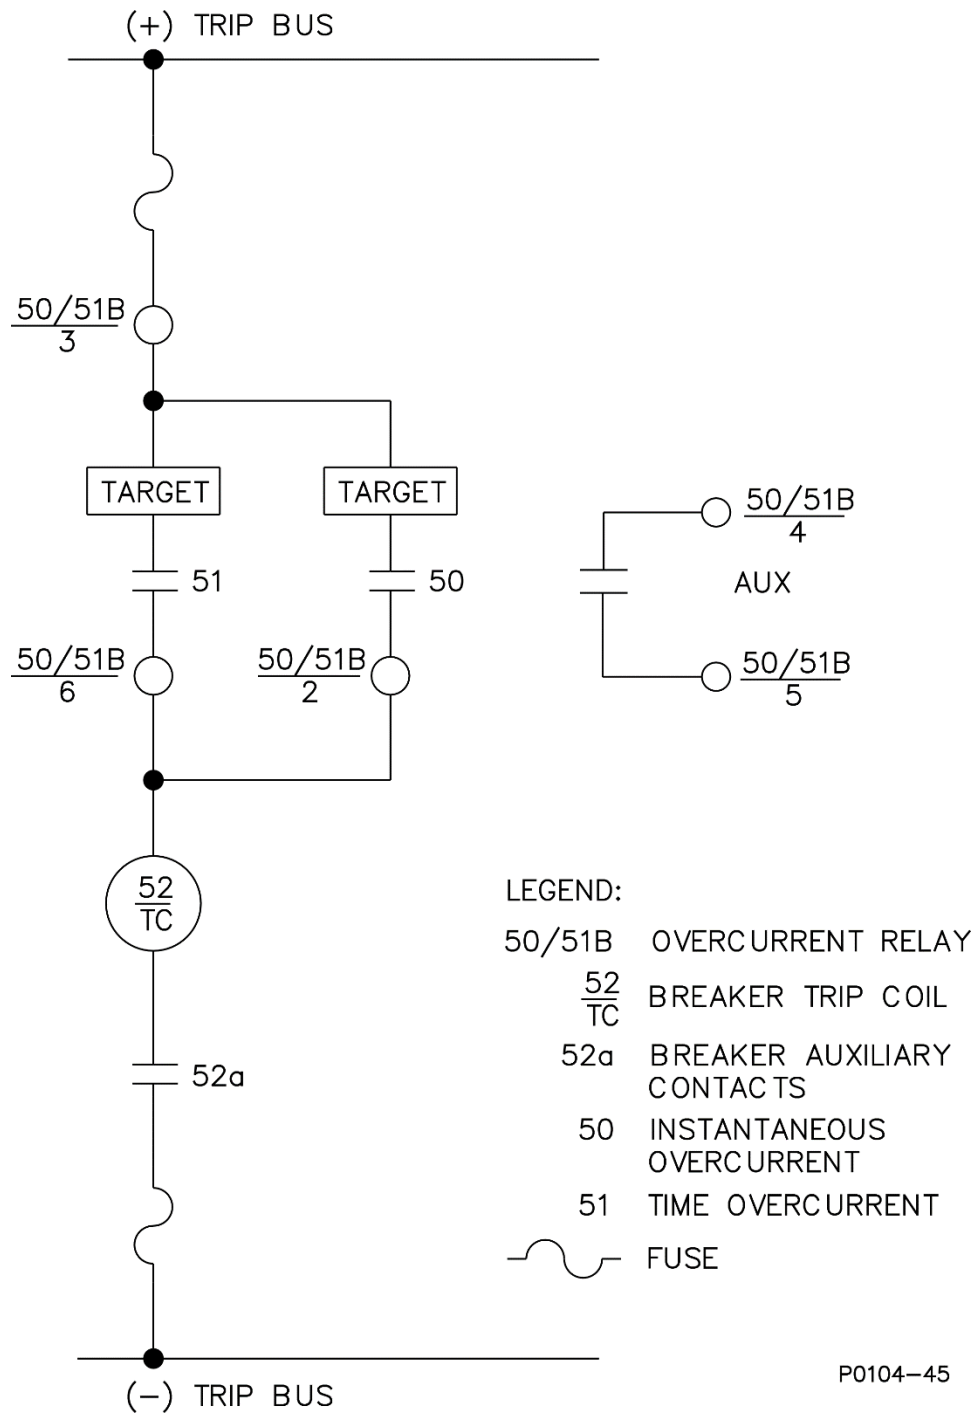 (+) TRIP BUS
50/51B
3
TARGET
TARGET
51
50
50/51B
6
50/51B
2
50/51B
4
AUX
50/51B
5
52
TC
52a
LEGEND:
50/51B OVERCURRENT RELAY
52
TC
BREAKER TRIP COIL
52a BREAKER AUXILIARY
CONTACTS
50 INSTANTANEOUS
OVERCURRENT
51 TIME OVERCURRENT
FUSE
(−) TRIP BUS
P0104−45